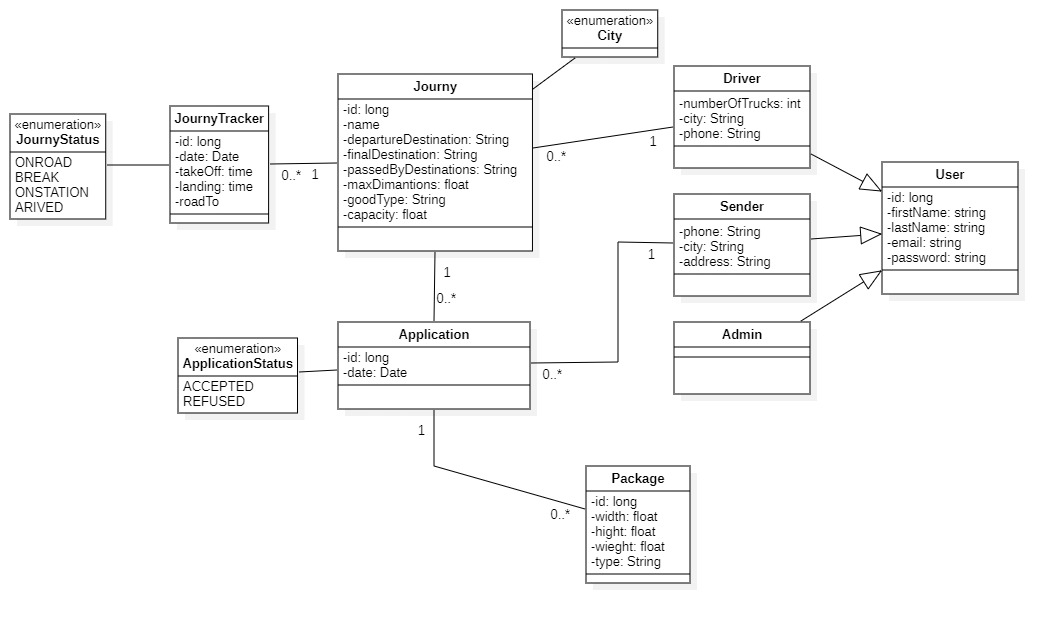 «enumeration»
City
Journy
-id: long
-name
-departureDestination: String
-finalDestination: String
-passedByDestinations: String
-maxDimantions: float
-goodType: String
-capacity: float
Driver
-numberOfTrucks: int
-city: String
-phone: String
«enumeration»
JournyStatus
ONROAD
BREAK
ONSTATION
ARIVED
JournyTracker
-id: long
-date: Date
-takeOff: time
-landing: time
-roadTo
0..*
1
0..*
1
User
-id: long
-firstName: string
-lastName: string
-email: string
-password: string
Sender
-phone: String
-city: String
-address: String
1
1
0..*
Application
-id: long
-date: Date
0..*
Admin
«enumeration»
ApplicationStatus
ACCEPTED
REFUSED
1
0..*
Package
-id: long
-width: float
-hight: float
-wieght: float
-type: String